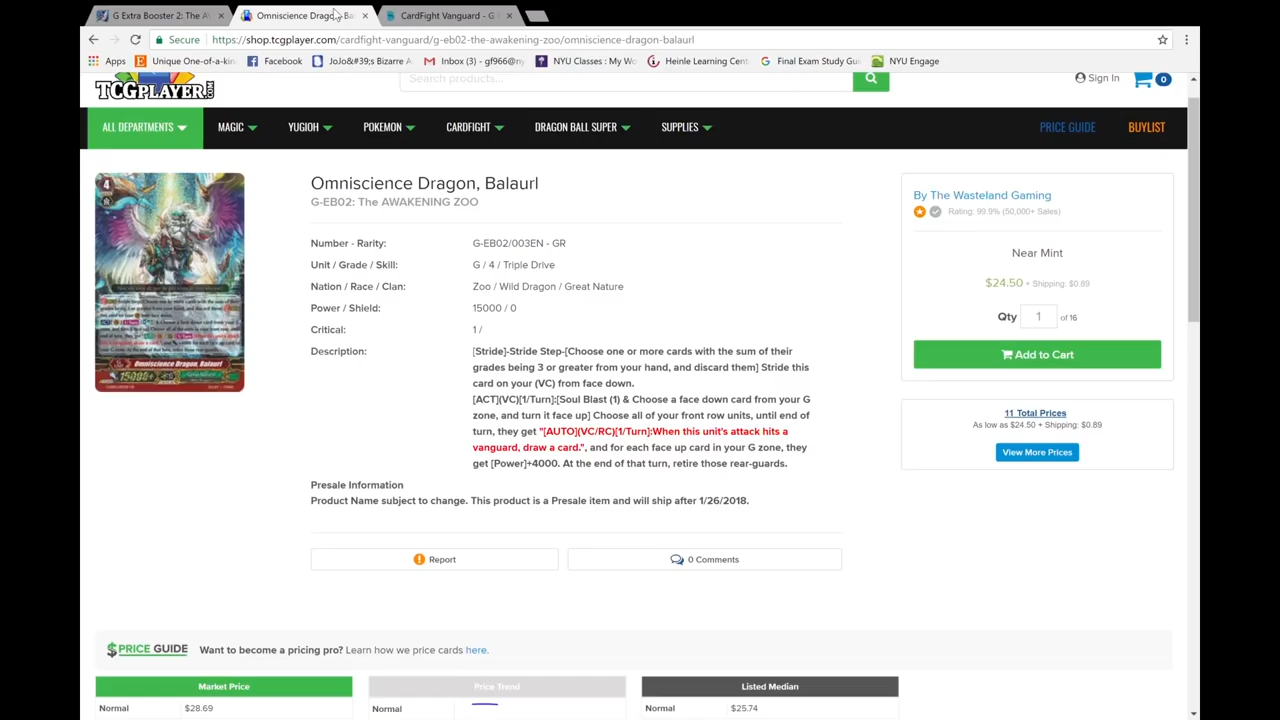 G Extra Booster 2: The A
Omniscience Dragon, Ba
CardFight Vanguard - G E
Secure
https://shop.tcgplayer.com/cardfight-vanguard/g-eb02-the-awakening-zoo/omniscience-dragon-balaurl
Apps
Unique One-of-a-kin
Facebook
JoJo&#39;s Bizarre A
Inbox (3) - gf966@ny
NYU Classes : My Wo
Heinle Learning Cent
Final Exam Study Gui
NYU Engage
TCGPLAYER.COM
Search products...
Sign In
0
ALL DEPARTMENTS
MAGIC
YUGIOH
POKEMON
CARDFIGHT
DRAGON BALL SUPER
SUPPLIES
PRICE GUIDE
BUYLIST
4
Omniscience Dragon, Balaurl
15000+
Omniscience Dragon, Balaurl
G-EB02: The AWAKENING ZOO
Number - Rarity: G-EB02/003EN - GR
Unit / Grade / Skill: G / 4 / Triple Drive
Nation / Race / Clan: Zoo / Wild Dragon / Great Nature
Power / Shield: 15000 / 0
Critical: 1 /
Description: [Stride]-Stride Step-[Choose one or more cards with the sum of their
grades being 3 or greater from your hand, and discard them] Stride this
card on your (VC) from face down.
[ACT](VC)[1/Turn]:[Soul Blast (1) & Choose a face down card from your G
zone, and turn it face up] Choose all of your front row units, until end of
turn, they get "[AUTO](VC/RC)[1/Turn]:When this unit's attack hits a
vanguard, draw a card.", and for each face up card in your G zone, they
get [Power]+4000. At the end of that turn, retire those rear-guards.
Presale Information
Product Name subject to change. This product is a Presale item and will ship after 1/26/2018.
Report
0 Comments
By The Wasteland Gaming
Rating: 99.9% (50,000+ Sales)
Near Mint
$24.50 + Shipping: $0.89
Qty 1 of 16
Add to Cart
11 Total Prices
As low as $24.50 + Shipping: $0.89
View More Prices
$PRICE GUIDE
Want to become a pricing pro? Learn how we price cards here.
Market Price
Normal $28.69
Price Trend
Normal
Listed Median
Normal $25.74